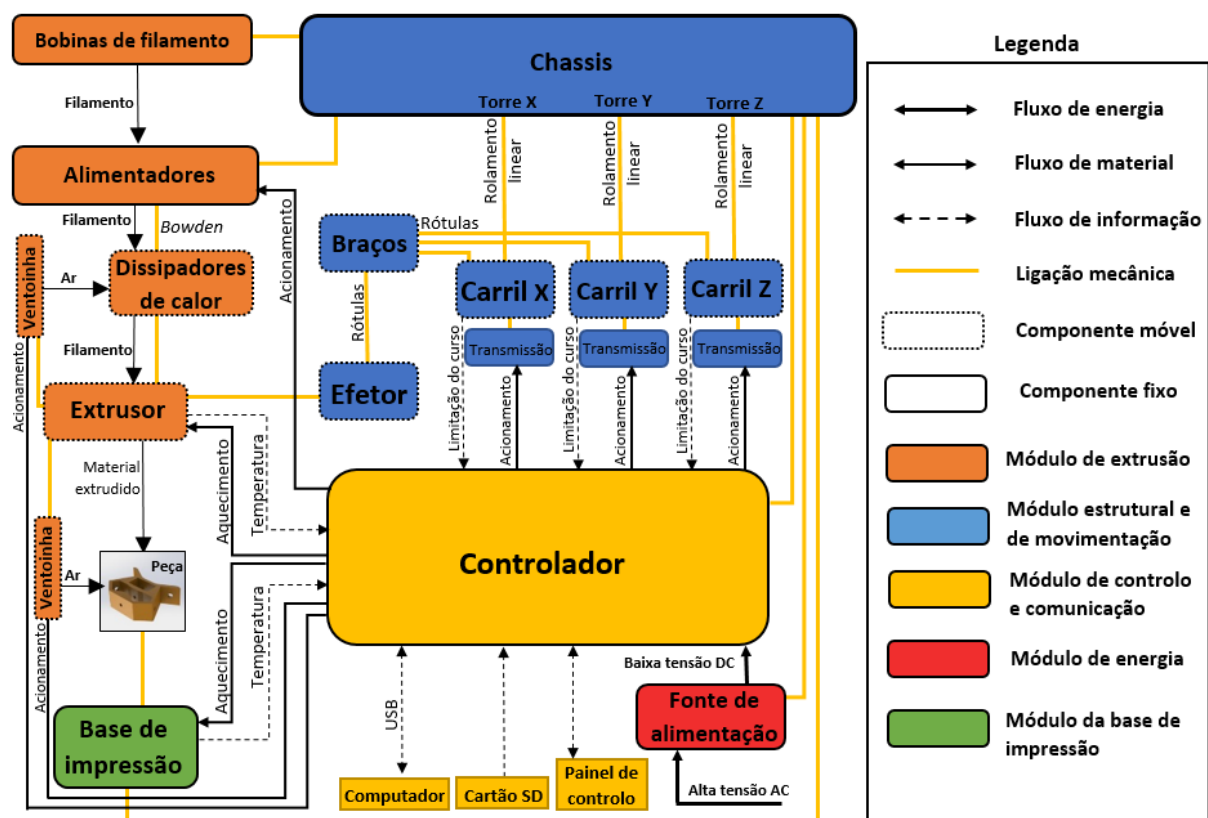 Bobinas de filamento
Chassis
Torre X
Torre Y
Torre Z
Legenda
Filamento
Alimentadores
Filamento
Bowden
Acionamento
Rolamento
linear
Rolamento
linear
Rolamento
linear
Rótulas
Braços
Rótulas
Efetor
Ventoinha
Ar
Dissipadores
de calor
Filamento
Acionamento
Extrusor
Carril X
Carril Y
Carril Z
Transmissão
Transmissão
Transmissão
Limitação do curso
Acionamento
Limitação do curso
Acionamento
Limitação do curso
Acionamento
Material
extrudido
Aquecimento
Temperatura
Controlador
Ventoinha
Ar
Peça
Acionamento
Aquecimento
Temperatura
Base de
impressão
USB
Computador
Cartão SD
Painel de
controlo
Baixa tensão DC
Fonte de
alimentação
Alta tensão AC
Fluxo de energia
Fluxo de material
Fluxo de informação
Ligação mecânica
Componente móvel
Componente fixo
Módulo de extrusão
Módulo estrutural e
de movimentação
Módulo de controlo
e comunicação
Módulo de energia
Módulo da base de
impressão